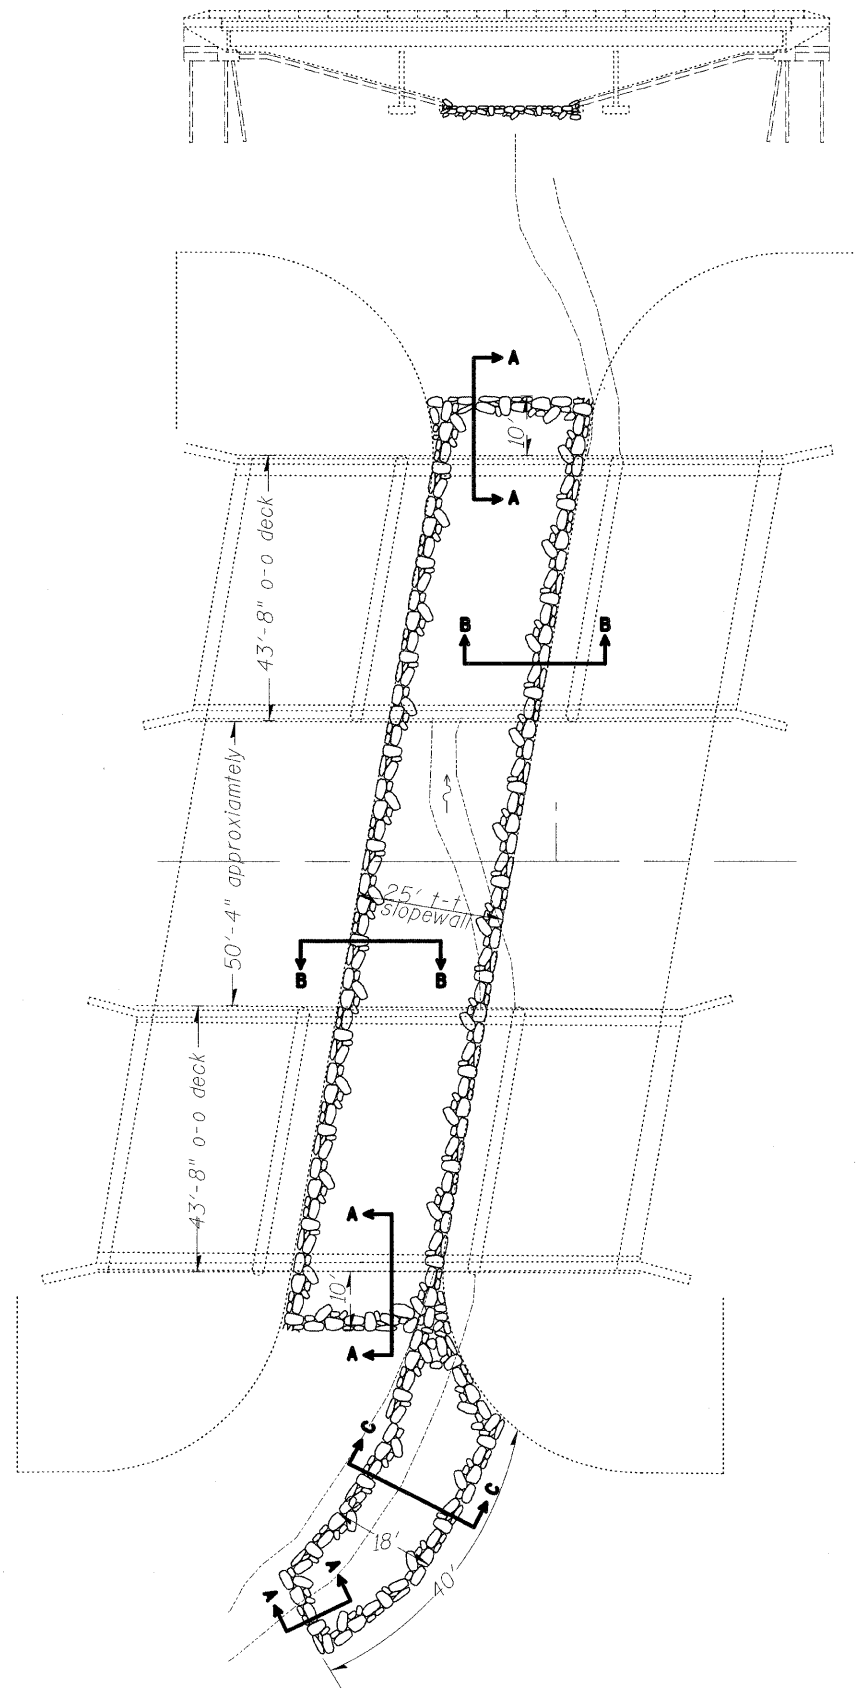 A
10'
A
43'-8" o-o deck
B B
50'-4" approxiamtely
25' t-t
slopewall
B B
43'-8" o-o deck
A
10'
A
C
C
18'
A
A
40'